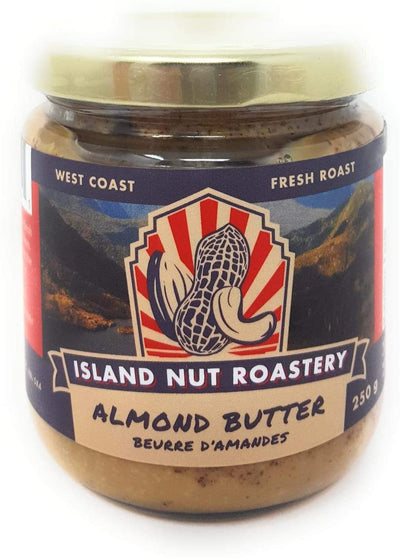 WEST COAST
FRESH ROAST
ISLAND NUT ROASTERY
ALMOND BUTTER
BEURRE D'AMANDES
250 g